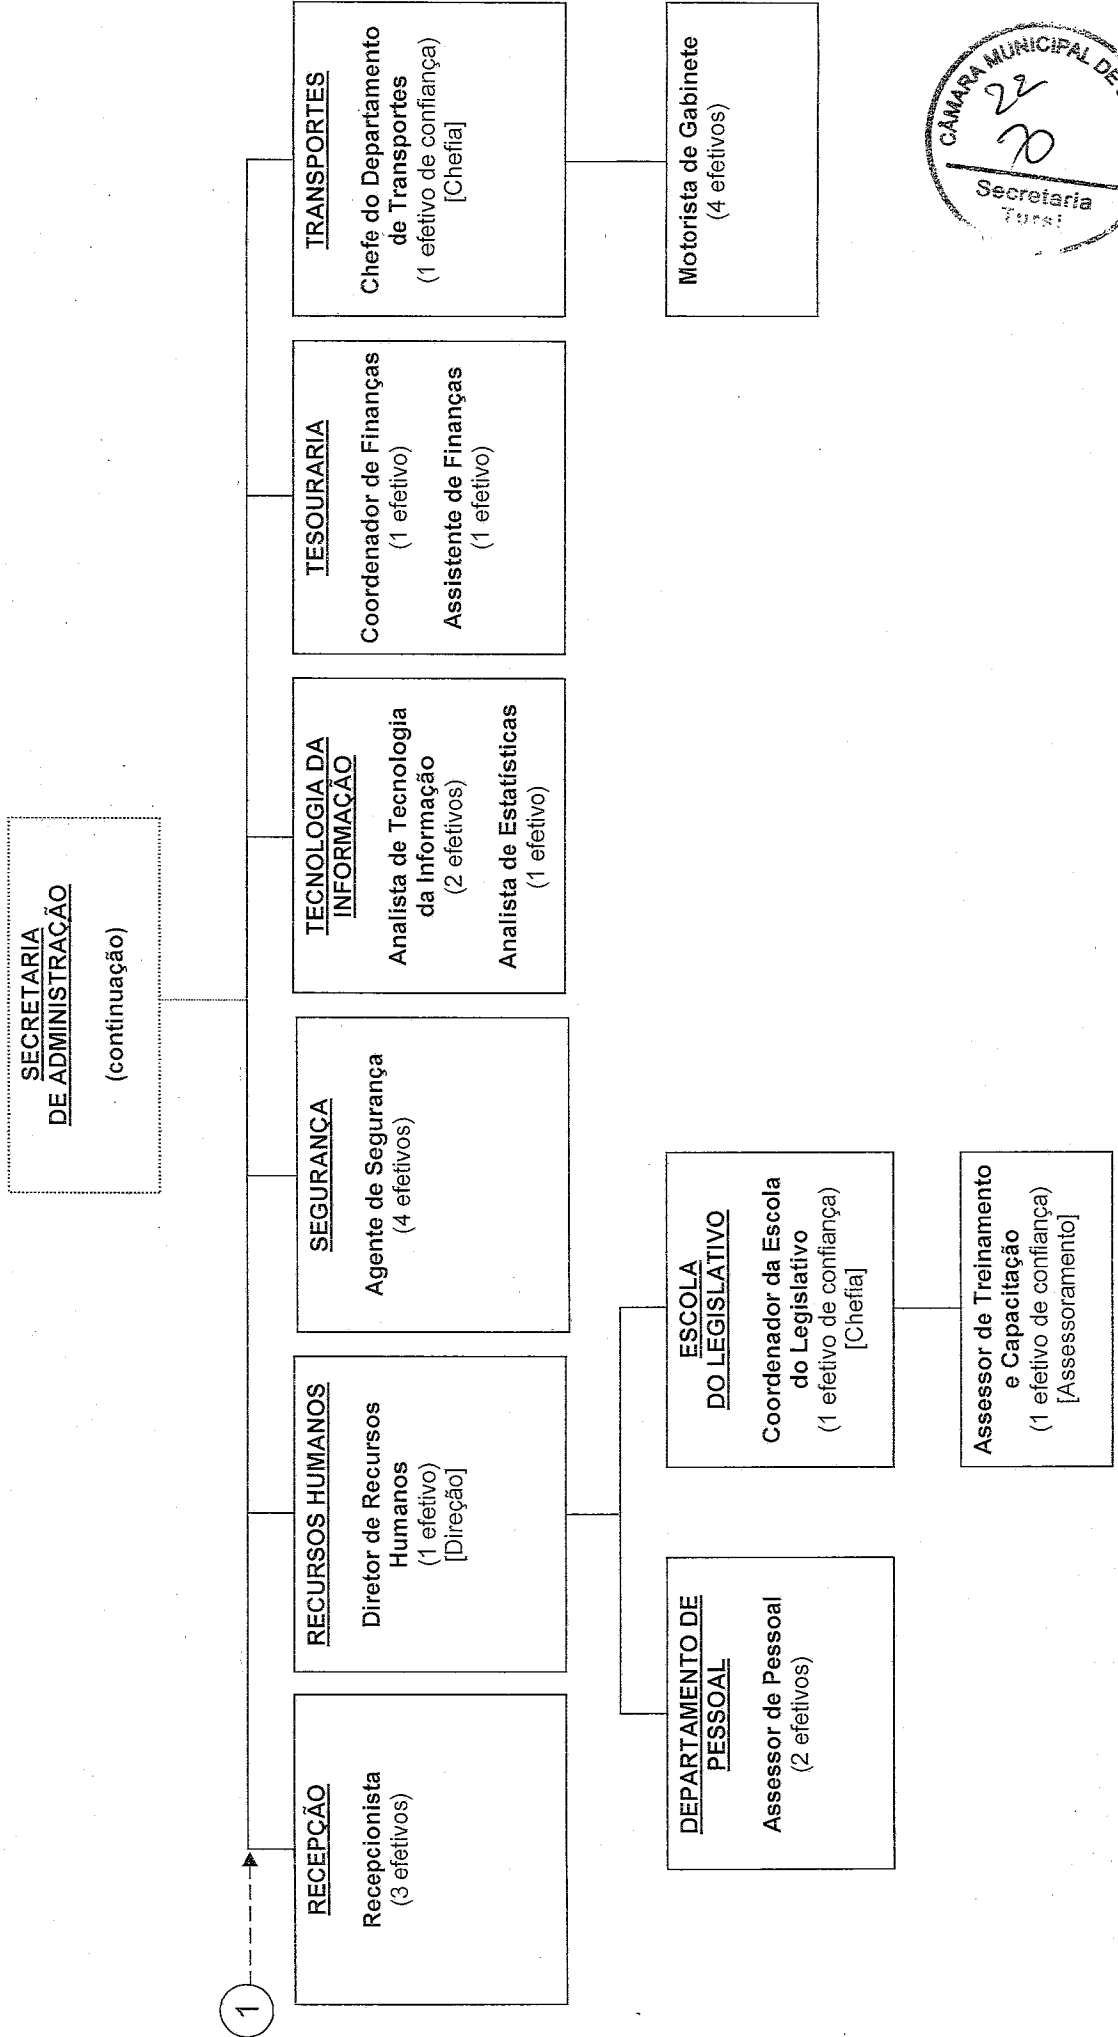 SECRETARIA
DE ADMINISTRAÇÃO
(continuação)
1
RECEPÇÃO
Recepcionista
(3 efetivos)
RECURSOS HUMANOS
Diretor de Recursos
Humanos
(1 efetivo)
[Direção]
SEGURANÇA
Agente de Segurança
(4 efetivos)
TECNOLOGIA DA
INFORMAÇÃO
Analista de Tecnologia
da Informação
(2 efetivos)
Analista de Estatísticas
(1 efetivo)
TESOURARIA
Coordenador de Finanças
(1 efetivo)
Assistente de Finanças
(1 efetivo)
TRANSPORTES
Chefe do Departamento
de Transportes
(1 efetivo de confiança)
[Chefia]
DEPARTAMENTO DE
PESSOAL
Assessor de Pessoal
(2 efetivos)
ESCOLA
DO LEGISLATIVO
Coordenador da Escola
do Legislativo
(1 efetivo de confiança)
[Chefia]
Motorista de Gabinete
(4 efetivos)
Assessor de Treinamento
e Capacitação
(1 efetivo de confiança)
[Assessoramento]
CÂMARA MUNICIPAL DE
22
Secretaria